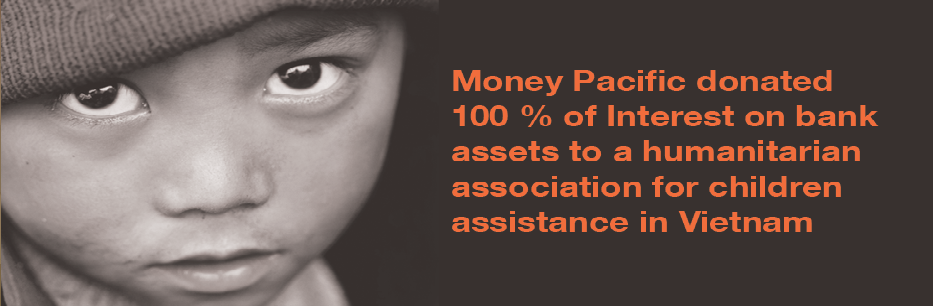 Money Pacific donated
100 % of Interest on bank
assets to a humanitarian
association for children
assistance in Vietnam